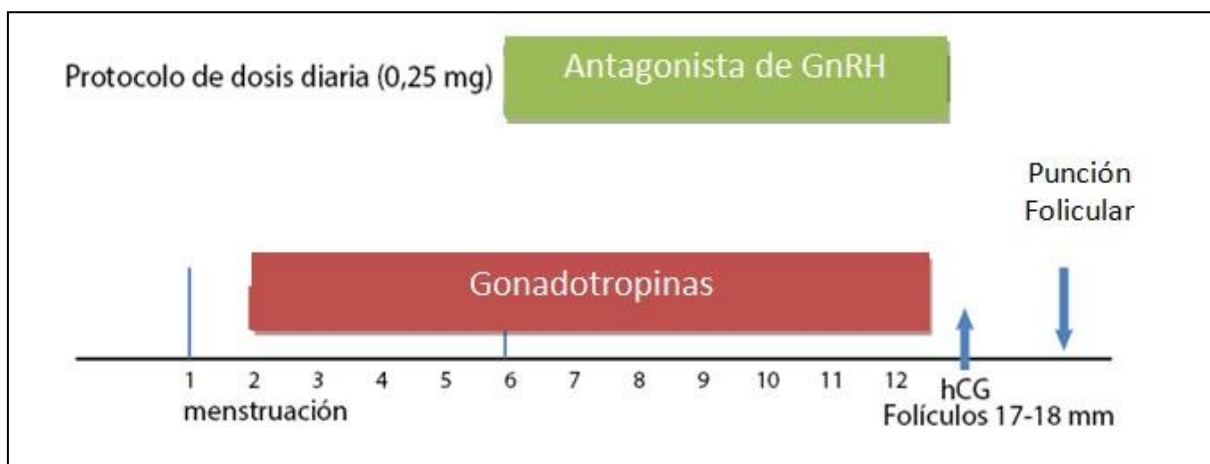 Antagonista de GnRH
Protocolo de dosis diaria (0,25 mg)
Punción
Folicular
Gonadotropinas
1 2 3 4 5 6 7 8 9 10 11 12
menstruación
hCG
Folículos 17-18 mm